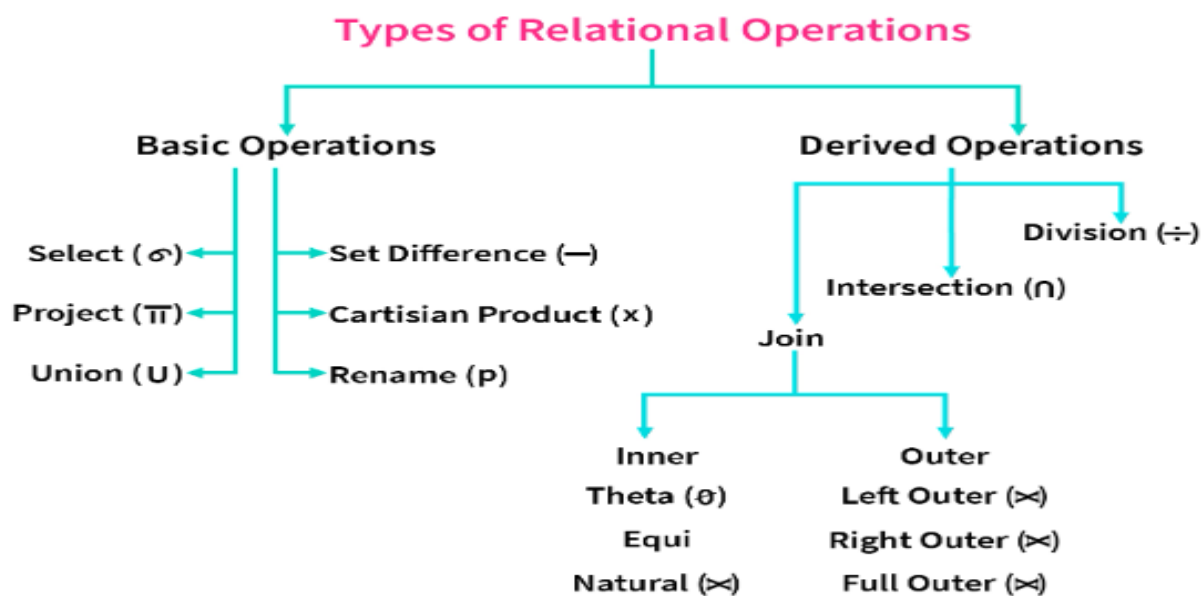 Types of Relational Operations
Basic Operations
Select (σ)
Project (π)
Union (U)
Set Difference (—)
Cartisian Product (x)
Rename (p)
Derived Operations
Division (÷)
Intersection (∩)
Join
Inner
Theta (θ)
Equi
Natural (⋈)
Outer
Left Outer (⋈)
Right Outer (⋈)
Full Outer (⋈)